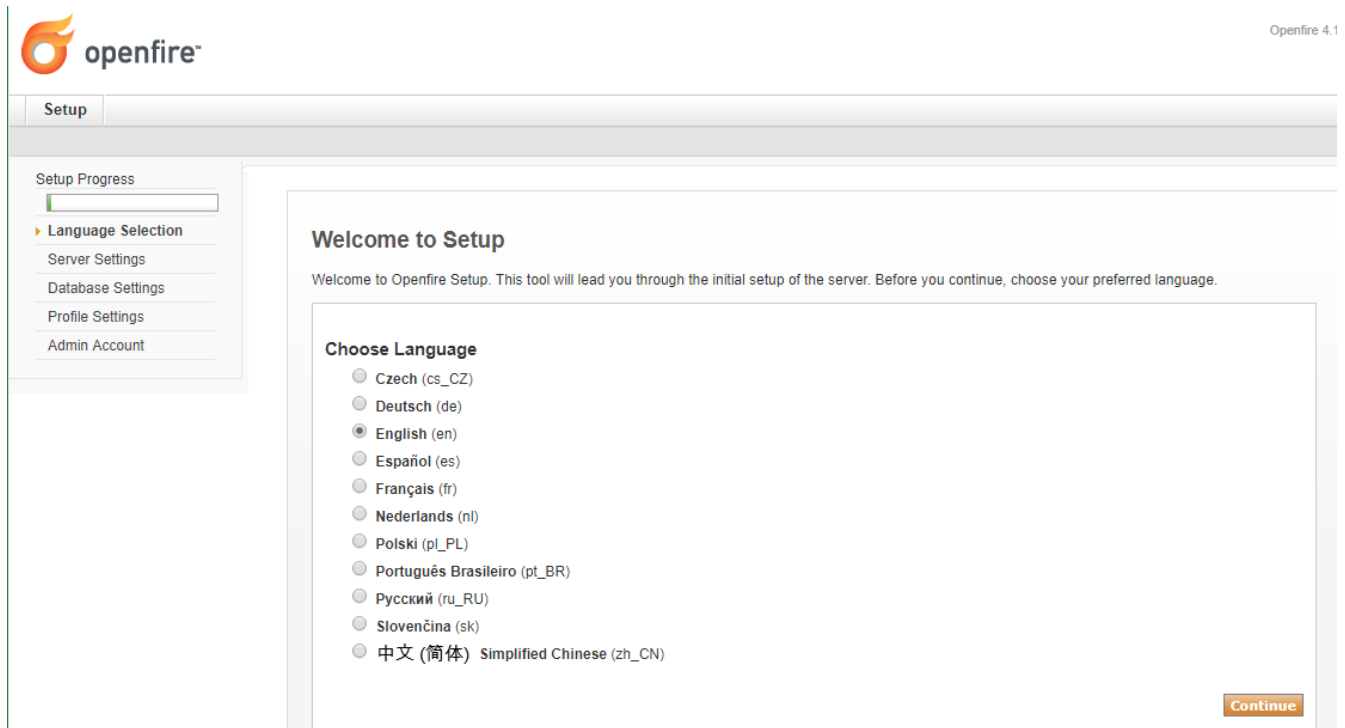 openfire™
Openfire 4.1
Setup
Setup Progress
Language Selection
Server Settings
Database Settings
Profile Settings
Admin Account
Welcome to Setup
Welcome to Openfire Setup. This tool will lead you through the initial setup of the server. Before you continue, choose your preferred language.
Choose Language
Czech (cs_CZ)
Deutsch (de)
English (en)
Español (es)
Français (fr)
Nederlands (nl)
Polski (pl_PL)
Português Brasileiro (pt_BR)
Русский (ru_RU)
Slovenčina (sk)
中文 (简体) Simplified Chinese (zh_CN)
Continue